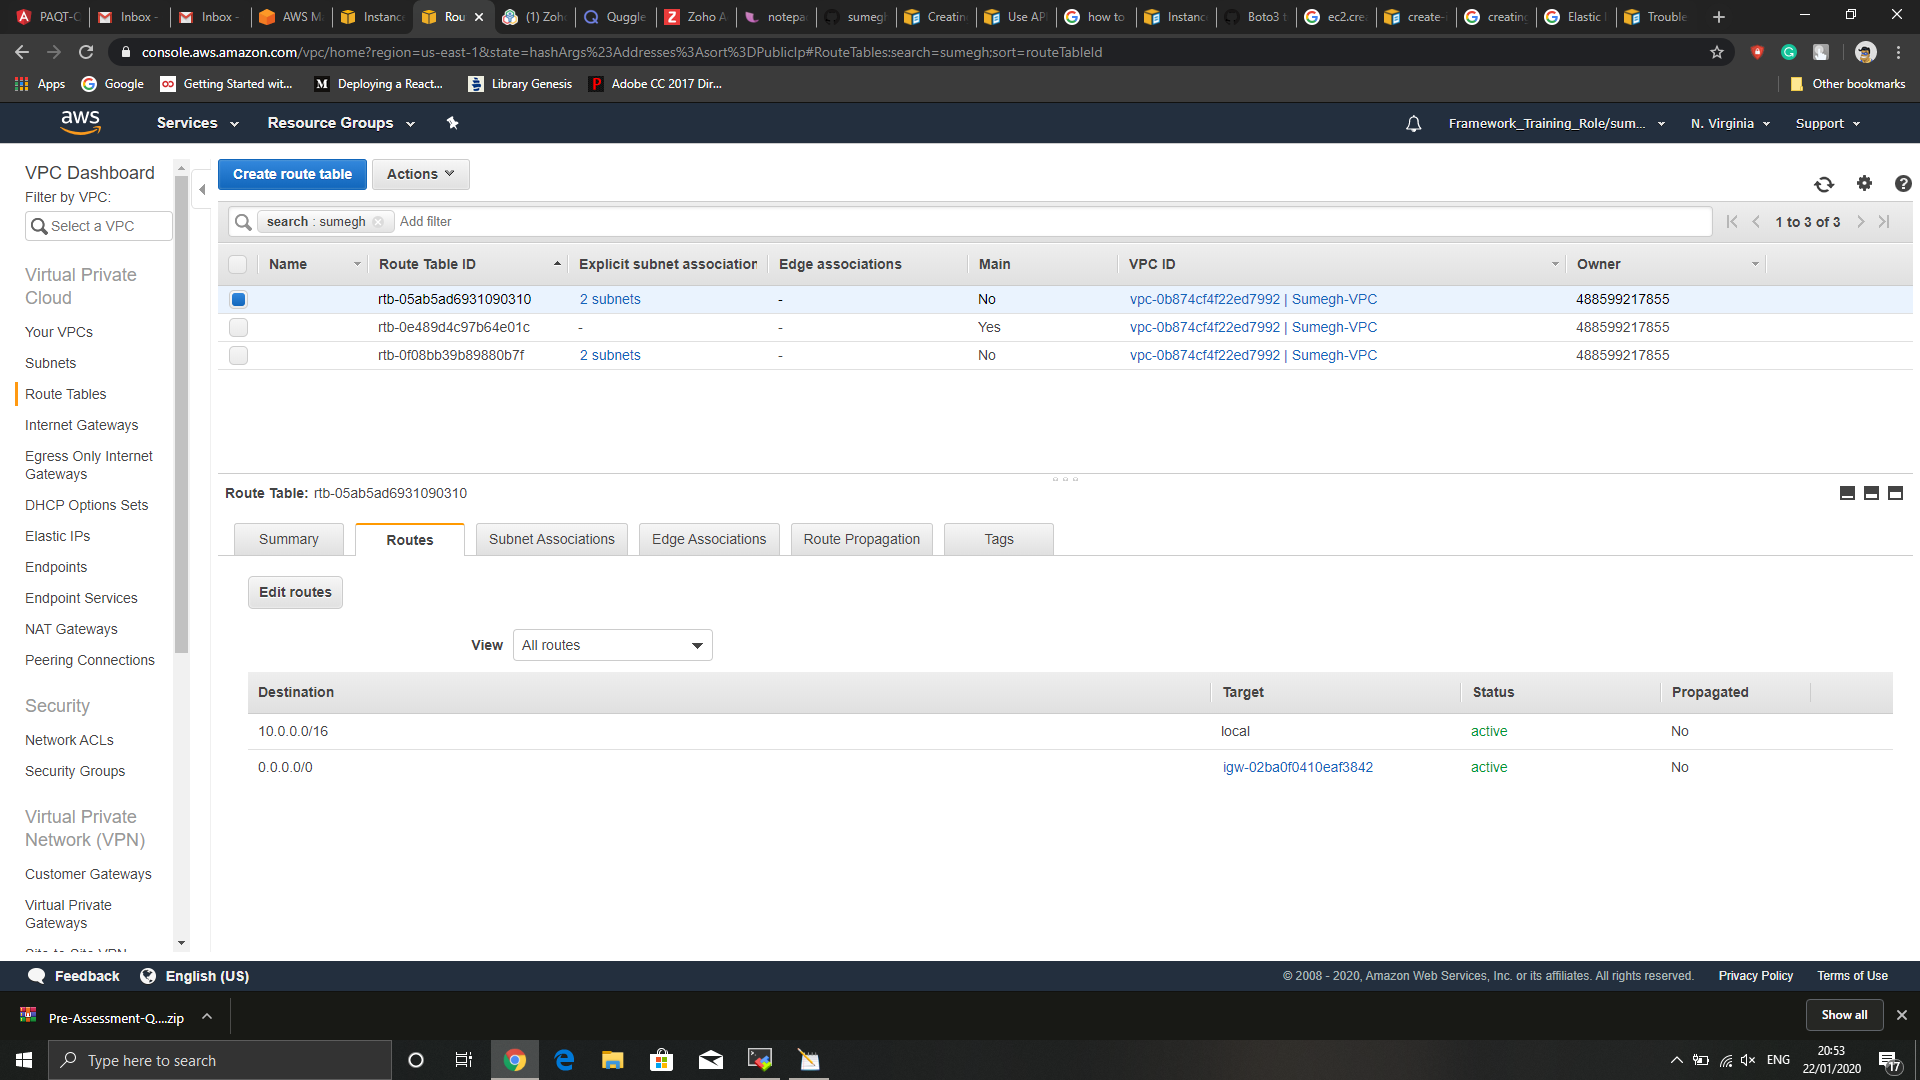 PAQT-C
Inbox -
Inbox -
AWS M
Instanc
Rou
(1) Zoh
Quggle
Zoho A
notepa
sumeg
Creatin
Use AP
how to
Instanc
Boto3 t
ec2.cre
create-
creating
Elastic
Trouble
console.aws.amazon.com/vpc/home?region=us-east-1&state=hashArgs%23Addresses%3Asort%3DPublicIp#RouteTables:search=sumegh;sort=routeTableId
Apps
Google
Getting Started wit...
Deploying a React...
Library Genesis
Adobe CC 2017 Dir...
Other bookmarks
aws
Services
Resource Groups
Framework_Training_Role/sum...
N. Virginia
Support
VPC Dashboard
Filter by VPC:
Select a VPC
Virtual Private
Cloud
Your VPCs
Subnets
Route Tables
Internet Gateways
Egress Only Internet
Gateways
DHCP Options Sets
Elastic IPs
Endpoints
Endpoint Services
NAT Gateways
Peering Connections
Security
Network ACLs
Security Groups
Virtual Private
Network (VPN)
Customer Gateways
Virtual Private
Gateways
Site-to-Site VPN
Create route table
Actions
search : sumegh
Add filter
1 to 3 of 3
Name Route Table ID Explicit subnet association Edge associations Main VPC ID Owner
rtb-05ab5ad6931090310 2 subnets - No vpc-0b874cf4f22ed7992 | Sumegh-VPC 488599217855
rtb-0e489d4c97b64e01c - - Yes vpc-0b874cf4f22ed7992 | Sumegh-VPC 488599217855
rtb-0f08bb39b89880b7f 2 subnets - No vpc-0b874cf4f22ed7992 | Sumegh-VPC 488599217855
Route Table: rtb-05ab5ad6931090310
Summary
Routes
Subnet Associations
Edge Associations
Route Propagation
Tags
Edit routes
View All routes
Destination Target Status Propagated
10.0.0.0/16 local active No
0.0.0.0/0 igw-02ba0f0410eaf3842 active No
Feedback
English (US)
© 2008 - 2020, Amazon Web Services, Inc. or its affiliates. All rights reserved.
Privacy Policy
Terms of Use
Pre-Assessment-Q....zip
Show all
Type here to search
ENG
20:53
22/01/2020
17